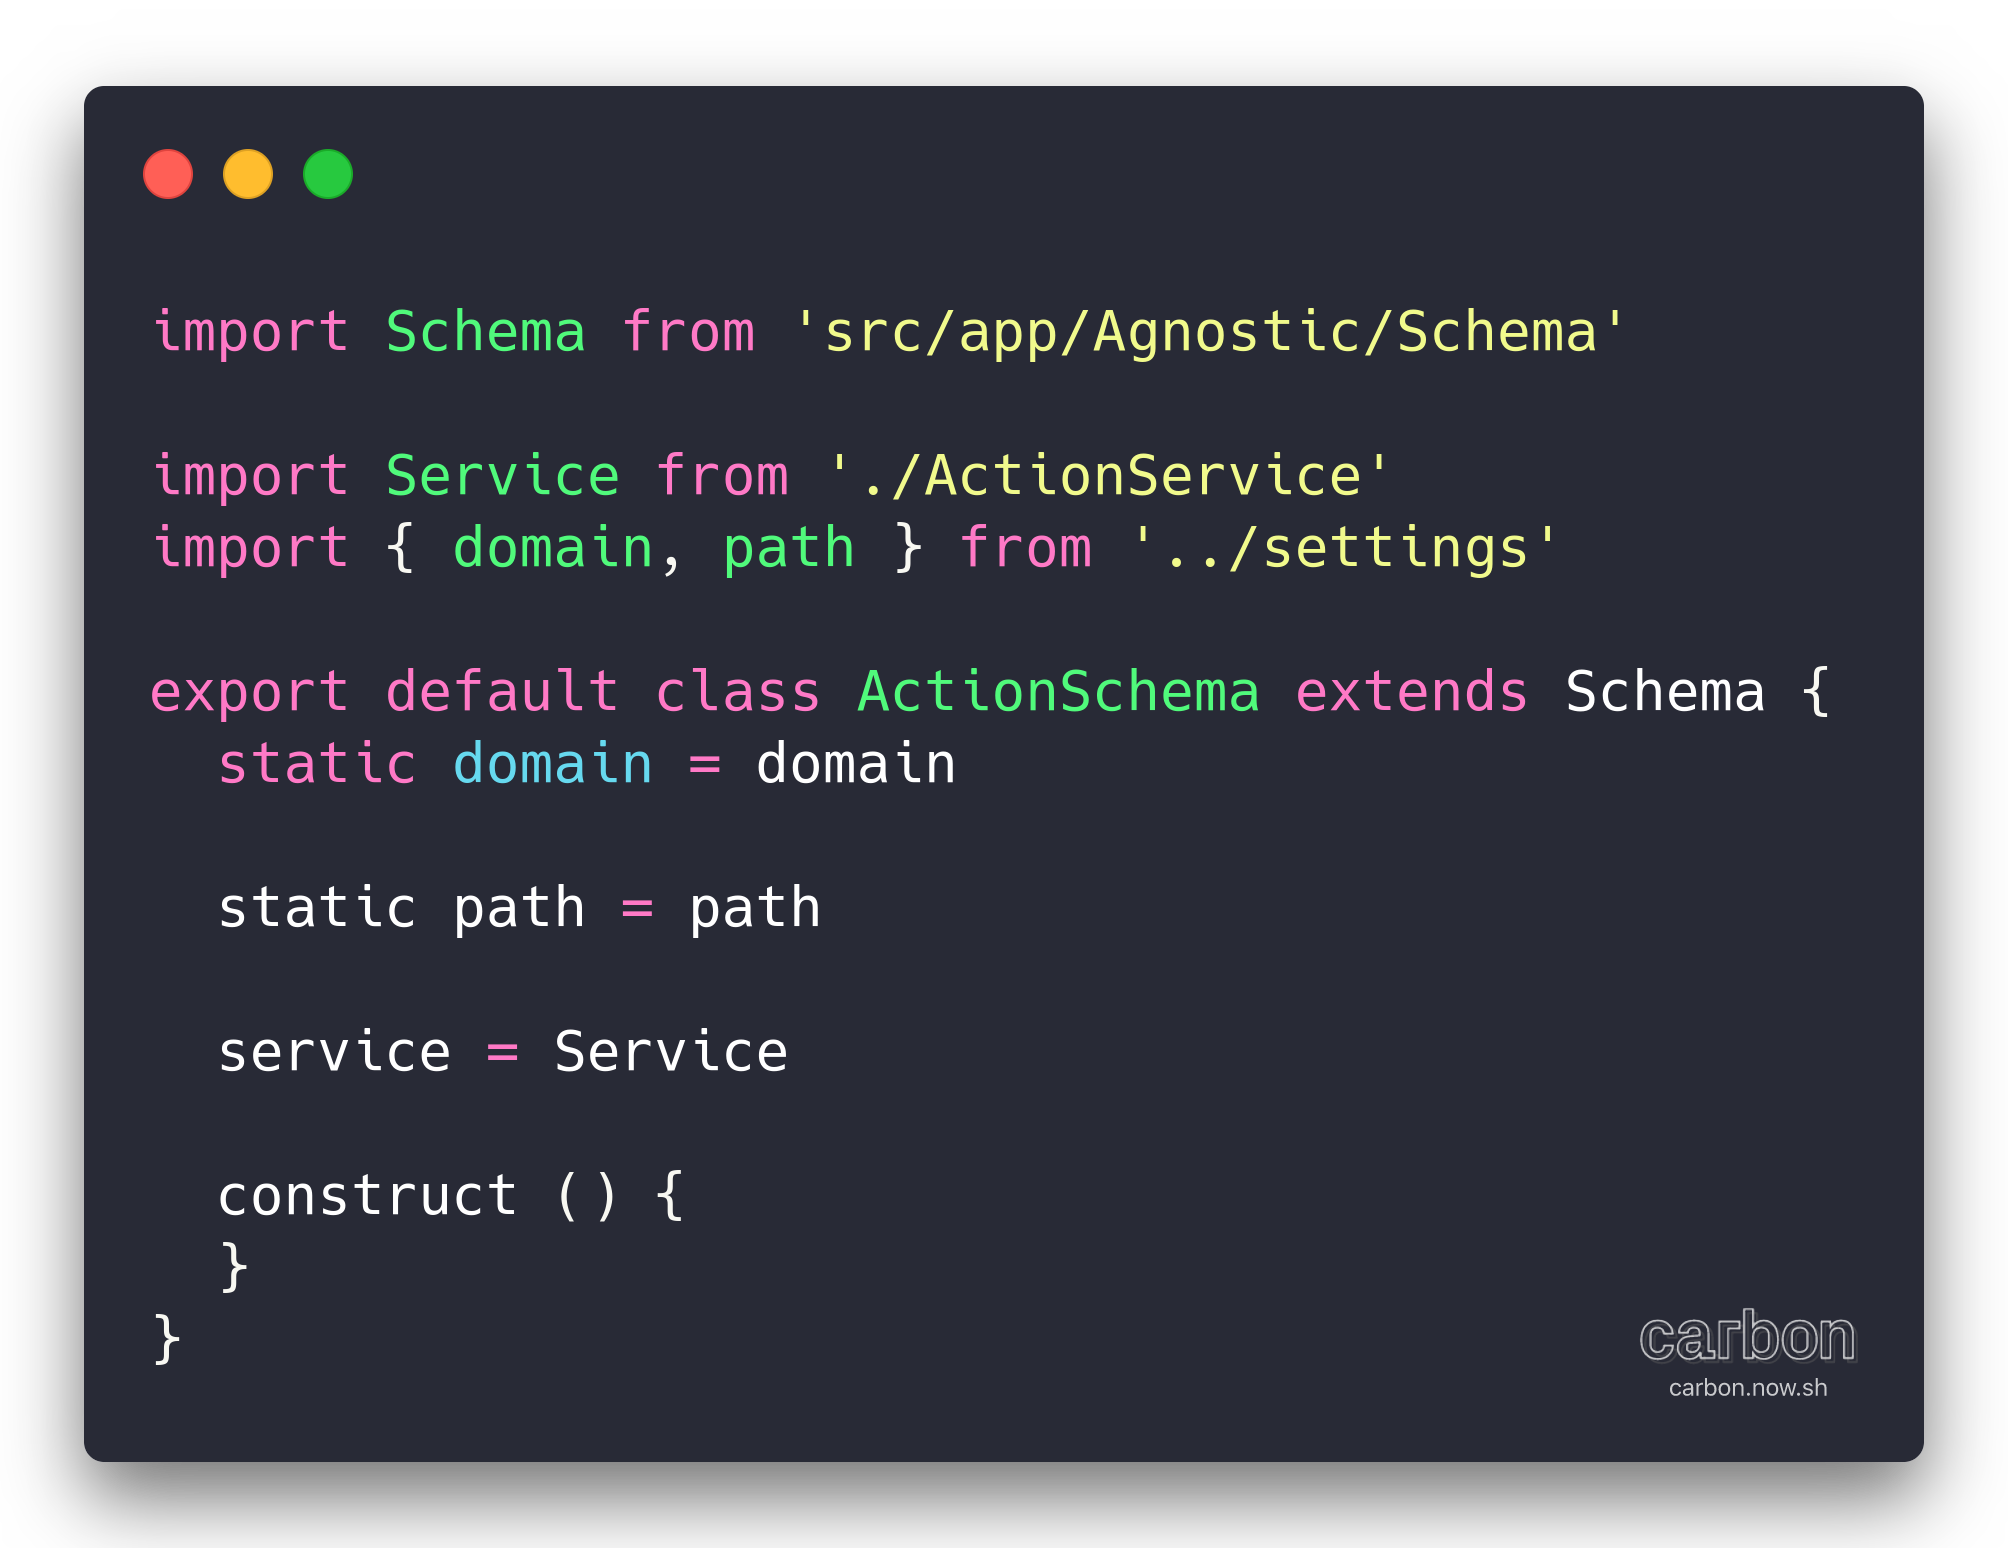 import Schema from 'src/app/Agnostic/Schema'
import Service from './ActionService'
import { domain, path } from '../settings'
export default class ActionSchema extends Schema {
  static domain = domain
  static path = path
  service = Service
  construct () {
  }
}
carbon
carbon.now.sh